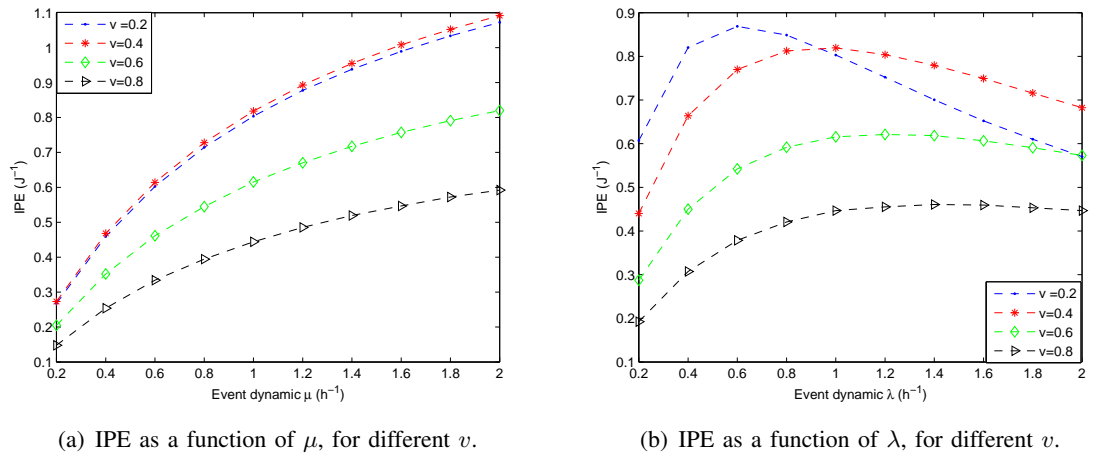 1.1
1
0.9
0.8
0.7
0.6
0.5
0.4
0.3
0.2
0.1
IPE (J⁻¹)
v =0.2
v=0.4
v=0.6
v=0.8
0.2 0.4 0.6 0.8 1.0 1.2 1.4 1.6 1.8 2
Event dynamic μ (h⁻¹)
(a) IPE as a function of μ, for different v.
0.9
0.8
0.7
0.6
0.5
0.4
0.3
0.2
0.1
IPE (J⁻¹)
v =0.2
v=0.4
v=0.6
v=0.8
0.2 0.4 0.6 0.8 1.0 1.2 1.4 1.6 1.8 2
Event dynamic λ (h⁻¹)
(b) IPE as a function of λ, for different v.